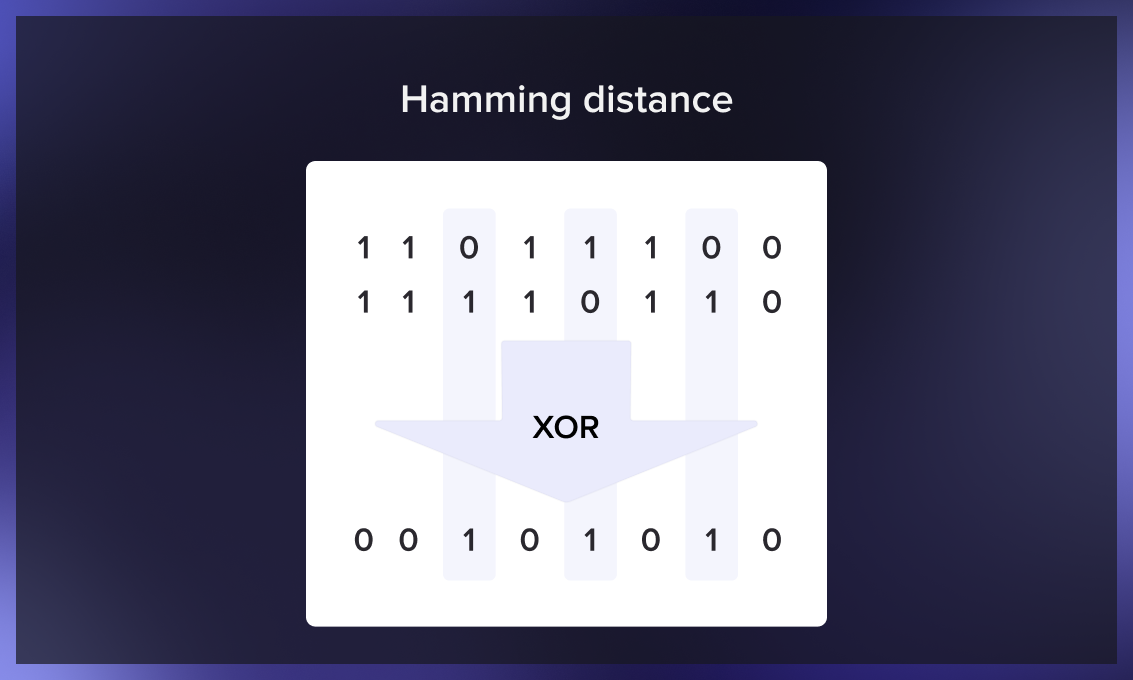 Hamming distance
1 1 0 1 1 1 0 0
1 1 1 1 0 1 1 0
XOR
0 0 1 0 1 0 1 0